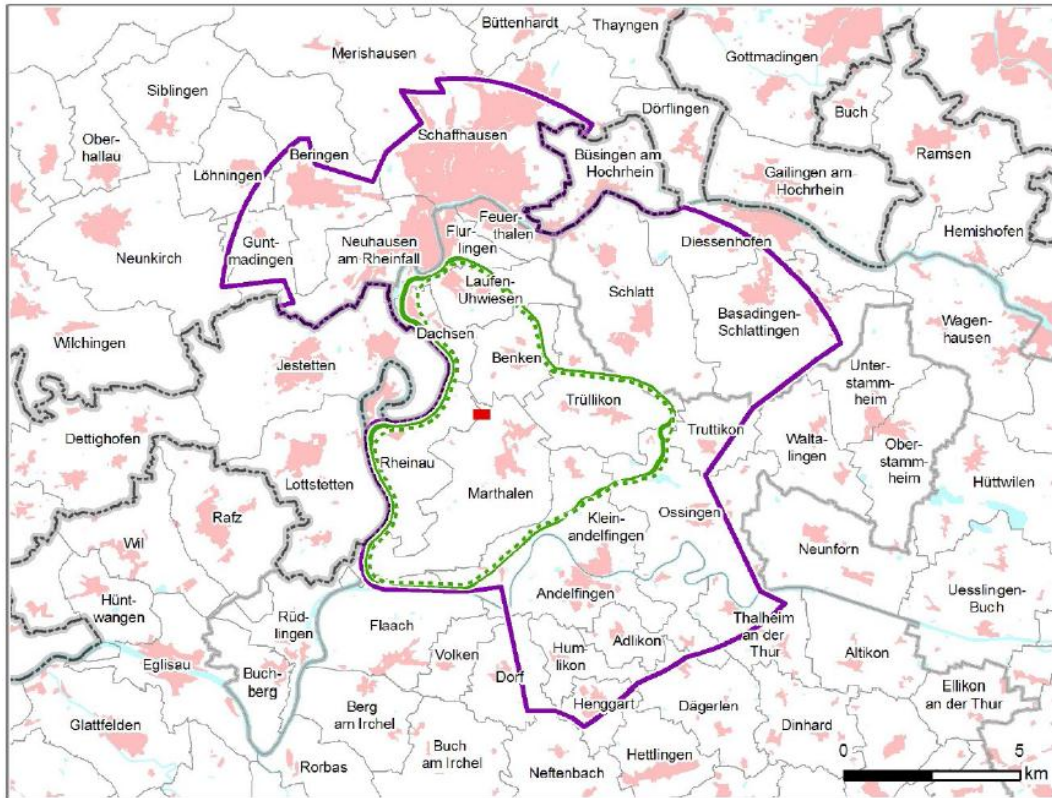 Büttenhardt
Thayngen
Merishausen
Gottmadingen
Siblingen
Dörflingen
Buch
Schaffhausen
Ober-
hallau
Beringen
Büsingen am
Hochrhein
Ramsen
Löhningen
Gailingen am
Hochrhein
Feuer-
thalen
Flur-
lingen
Gunt-
madingen
Neuhausen
am Rheinfall
Diessenhofen
Hemishofen
Neunkirch
Laufen-
Uhwiesen
Schlatt
Basadingen-
Schlattingen
Wagen-
hausen
Wilchingen
Dachsen
Benken
Jestetten
Unter-
stammheim
Trüllikon
Truttikon
Dettighofen
Walta-
lingen
Ober-
stamm-
heim
Rheinau
Lottstetten
Marthalen
Hüttwilen
Rafz
Ossingen
Klein-
andelfingen
Neunforn
Wil
Hünt-
wangen
Andelfingen
Uesslingen-
Buch
Rüd-
lingen
Flaach
Thalheim
an der
Thur
Adlikon
Hum-
likon
Volken
Altikon
Eglisau
Buch-
berg
Dorf
Ellikon
an der Thur
Henggart
Dägerlen
Berg
am Irchel
Glattfelden
Dinhard
Buch
am Irchel
Hettlingen
Rorbas
Neftenbach
0 5
km